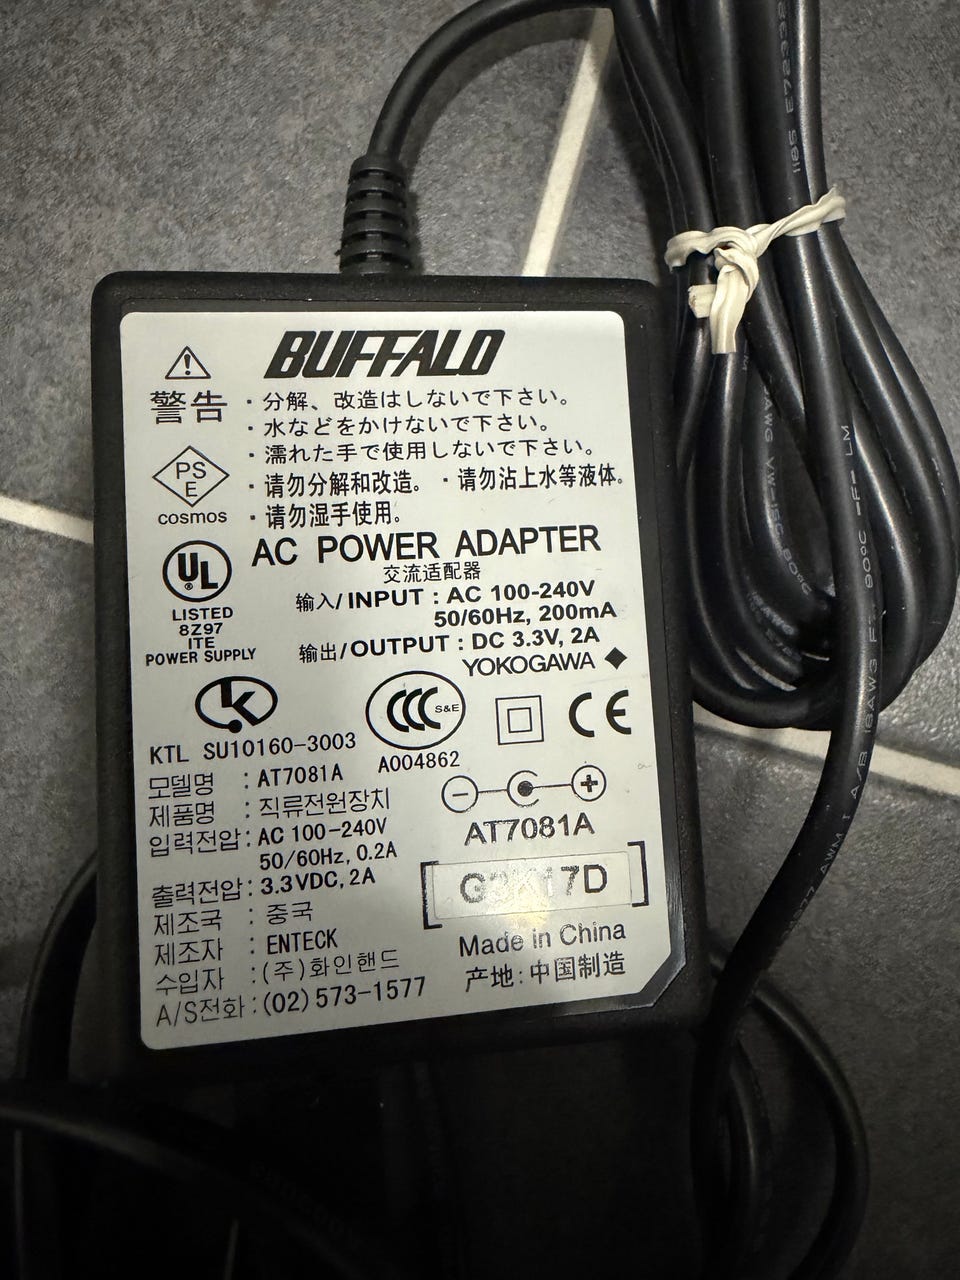 BUFFALO
警告
・分解、改造はしないで下さい。
・水などをかけないで下さい。
・濡れた手で使用しないで下さい。
・请勿分解和改造。・请勿沾上水等液体。
・请勿湿手使用。
PS
E
cosmos
AC POWER ADAPTER
交流适配器
输入/INPUT : AC 100-240V
50/60Hz, 200mA
输出/OUTPUT : DC 3.3V, 2A
YOKOGAWA
UL
®
LISTED
8Z97
ITE
POWER SUPPLY
K
KTL SU10160-3003
CCC S&E
A004862
CE
모델명 : AT7081A
제품명 : 직류전원장치
입력전압 : AC 100-240V
50/60Hz, 0.2A
출력전압 : 3.3VDC, 2A
제조국 : 중국
제조자 : ENTECK
수입자 : (주)화인핸드
A/S전화 : (02) 573-1577
AT7081A
Made in China
产地: 中国制造